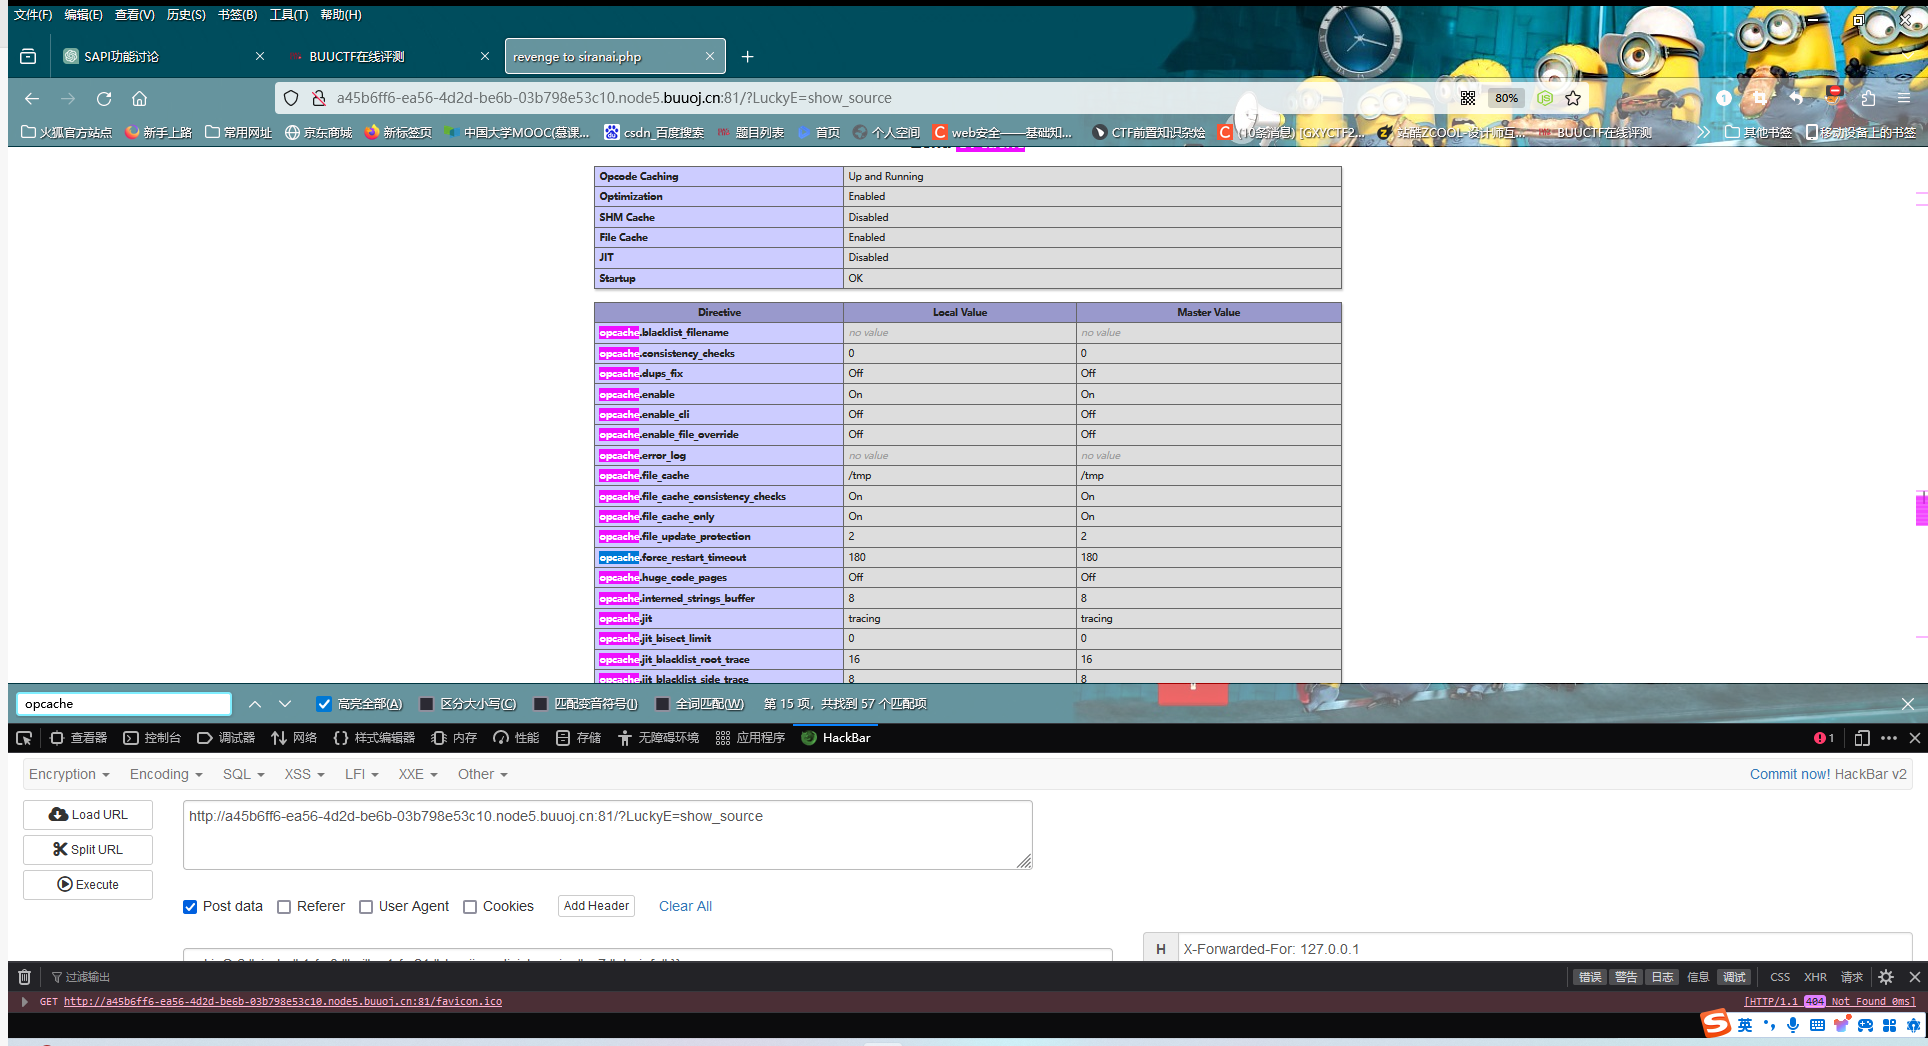 文件(F) 编辑(E) 查看(V) 历史(S) 书签(B) 工具(T) 帮助(H)
SAPI功能讨论
BUUCTF在线评测
revenge to siranai.php
a45b6ff6-ea56-4d2d-be6b-03b798e53c10.node5.buuoj.cn:81/?LuckyE=show_source
80%
火狐官方站点 新手上路 常用网址 京东商城 新标签页 中国大学MOOC(慕课... csdn_百度搜索 题目列表 首页 个人空间 web安全——基础知... CTF前置知识杂烩 (10条消息) [GXYCTF2... 站酷ZCOOL-设计师互... BUUCTF在线评测 其他书签 移动设备上的书签
Opcode Caching Up and Running
Optimization Enabled
SHM Cache Disabled
File Cache Enabled
JIT Disabled
Startup OK
Directive Local Value Master Value
opcache.blacklist_filename no value no value
opcache.consistency_checks 0 0
opcache.dups_fix Off Off
opcache.enable On On
opcache.enable_cli Off Off
opcache.enable_file_override Off Off
opcache.error_log no value no value
opcache.file_cache /tmp /tmp
opcache.file_cache_consistency_checks On On
opcache.file_cache_only On On
opcache.file_update_protection 2 2
opcache.force_restart_timeout 180 180
opcache.huge_code_pages Off Off
opcache.interned_strings_buffer 8 8
opcache.jit tracing tracing
opcache.jit_bisect_limit 0 0
opcache.jit_blacklist_root_trace 16 16
opcache.jit_blacklist_side_trace 8 8
opcache 高亮全部(A) 区分大小写(C) 匹配变音符号(I) 全词匹配(W) 第 15 项，共找到 57 个匹配项
查看器 控制台 调试器 网络 样式编辑器 内存 性能 存储 无障碍环境 应用程序 HackBar 1
Encryption Encoding SQL XSS LFI XXE Other Commit now! HackBar v2
Load URL
Split URL
Execute
http://a45b6ff6-ea56-4d2d-be6b-03b798e53c10.node5.buuoj.cn:81/?LuckyE=show_source
Post data Referer User Agent Cookies Add Header Clear All
H X-Forwarded-For: 127.0.0.1
过滤输出 错误 警告 日志 信息 调试 CSS XHR 请求
GET http://a45b6ff6-ea56-4d2d-be6b-03b798e53c10.node5.buuoj.cn:81/favicon.ico [HTTP/1.1 404 Not Found 0ms]
英